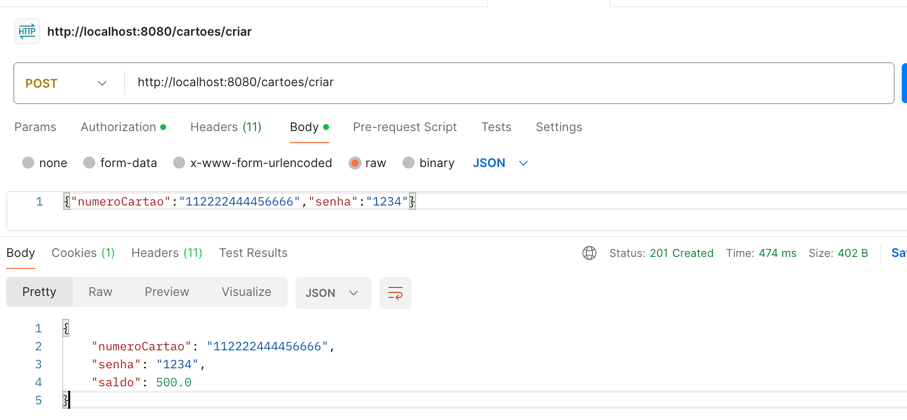 HTTP http://localhost:8080/cartoes/criar
POST http://localhost:8080/cartoes/criar
Params Authorization Headers (11) Body Pre-request Script Tests Settings
none form-data x-www-form-urlencoded raw binary JSON
1 {"numeroCartao":"112222444456666","senha":"1234"}
Body Cookies (1) Headers (11) Test Results Status: 201 Created Time: 474 ms Size: 402 B Sa
Pretty Raw Preview Visualize JSON
1 {
2 "numeroCartao": "112222444456666",
3 "senha": "1234",
4 "saldo": 500.0
5 }